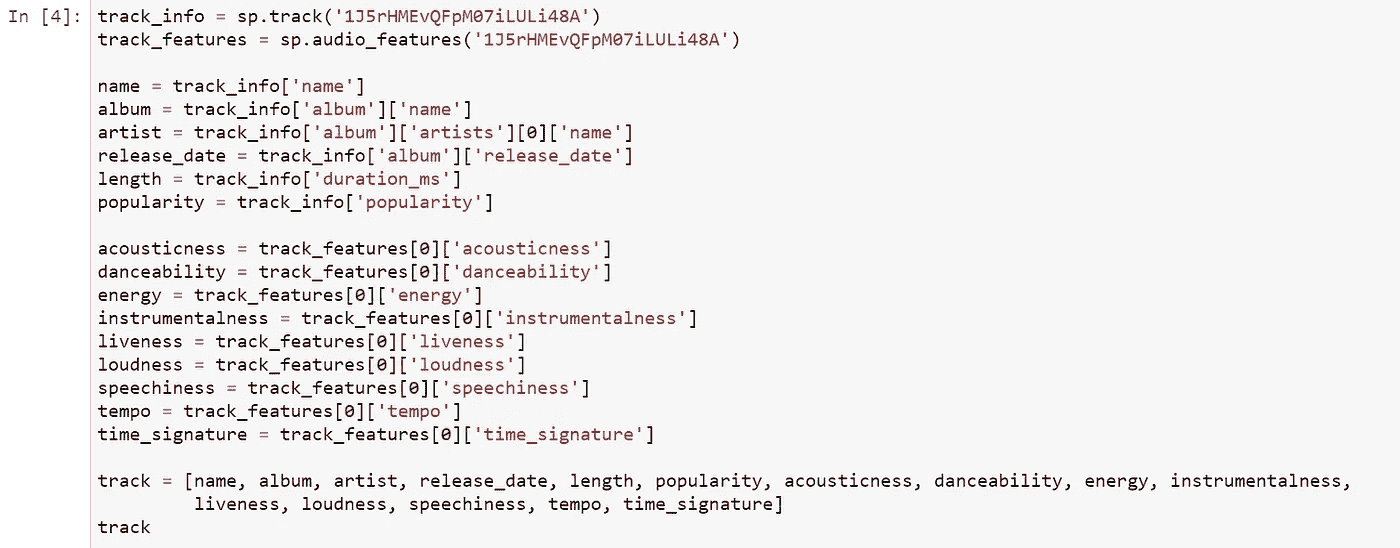 In [4]: track_info = sp.track('1J5rHMEvQFpM07iLULi48A')
track_features = sp.audio_features('1J5rHMEvQFpM07iLULi48A')
name = track_info['name']
album = track_info['album']['name']
artist = track_info['album']['artists'][0]['name']
release_date = track_info['album']['release_date']
length = track_info['duration_ms']
popularity = track_info['popularity']
acousticness = track_features[0]['acousticness']
danceability = track_features[0]['danceability']
energy = track_features[0]['energy']
instrumentalness = track_features[0]['instrumentalness']
liveness = track_features[0]['liveness']
loudness = track_features[0]['loudness']
speechiness = track_features[0]['speechiness']
tempo = track_features[0]['tempo']
time_signature = track_features[0]['time_signature']
track = [name, album, artist, release_date, length, popularity, acousticness, danceability, energy, instrumentalness,
liveness, loudness, speechiness, tempo, time_signature]
track